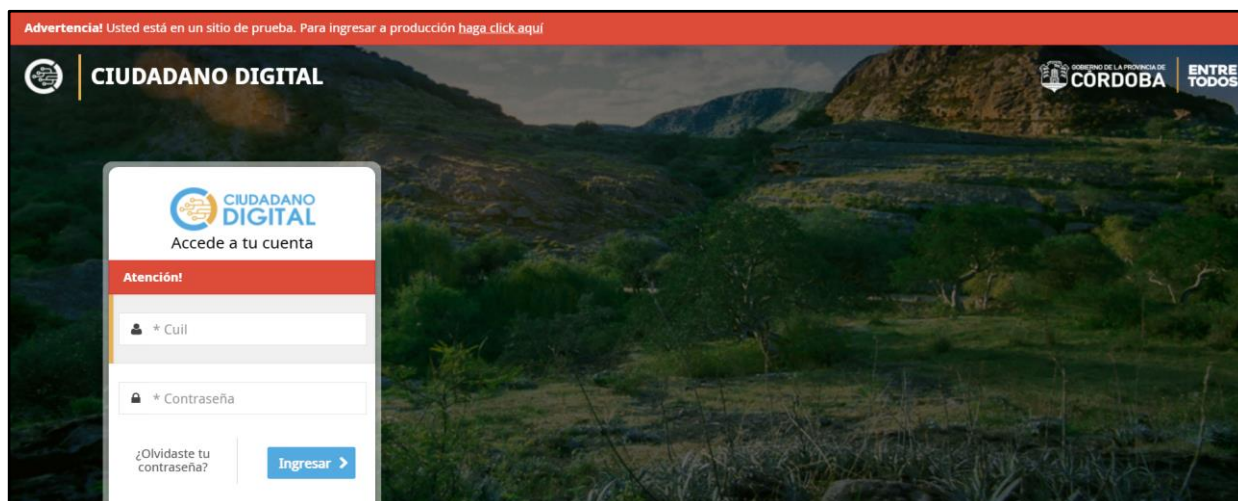 Advertencia! Usted está en un sitio de prueba. Para ingresar a producción haga click aquí
CIUDADANO DIGITAL
GOBIERNO DE LA PROVINCIA DE
CÓRDOBA
ENTRE
TODOS
CIUDADANO
DIGITAL
Accede a tu cuenta
Atención!
* Cuil
* Contraseña
¿Olvidaste tu
contraseña?
Ingresar